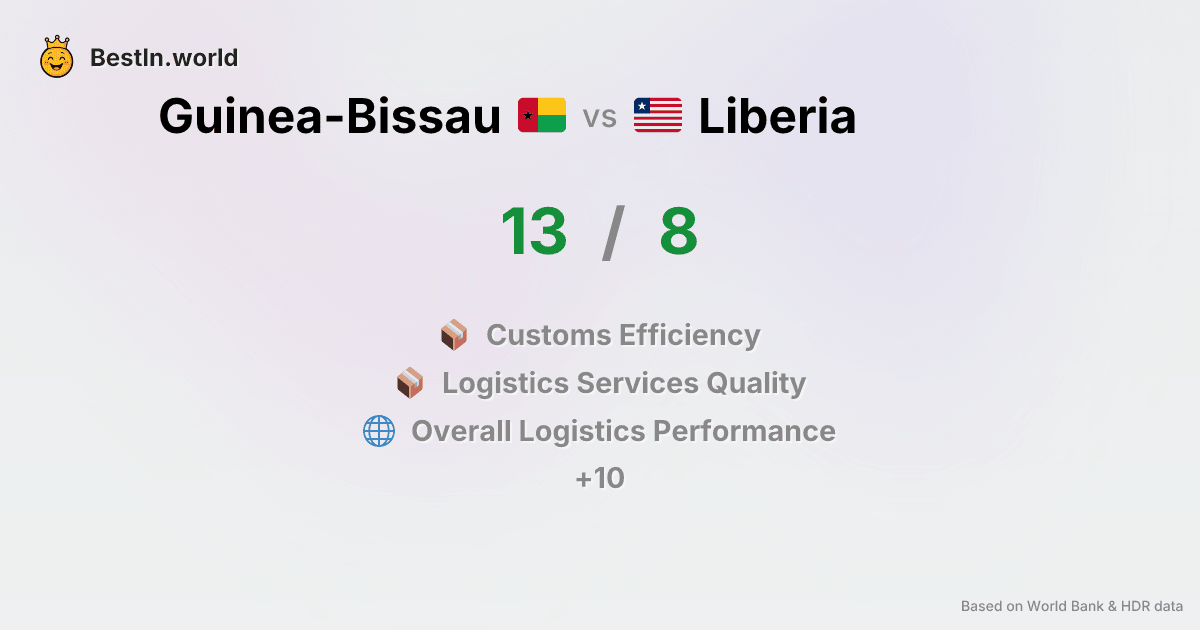 BestIn.world
Guinea-Bissau vs Liberia
13 / 8
Customs Efficiency
Logistics Services Quality
Overall Logistics Performance
+10
Based on World Bank & HDR data